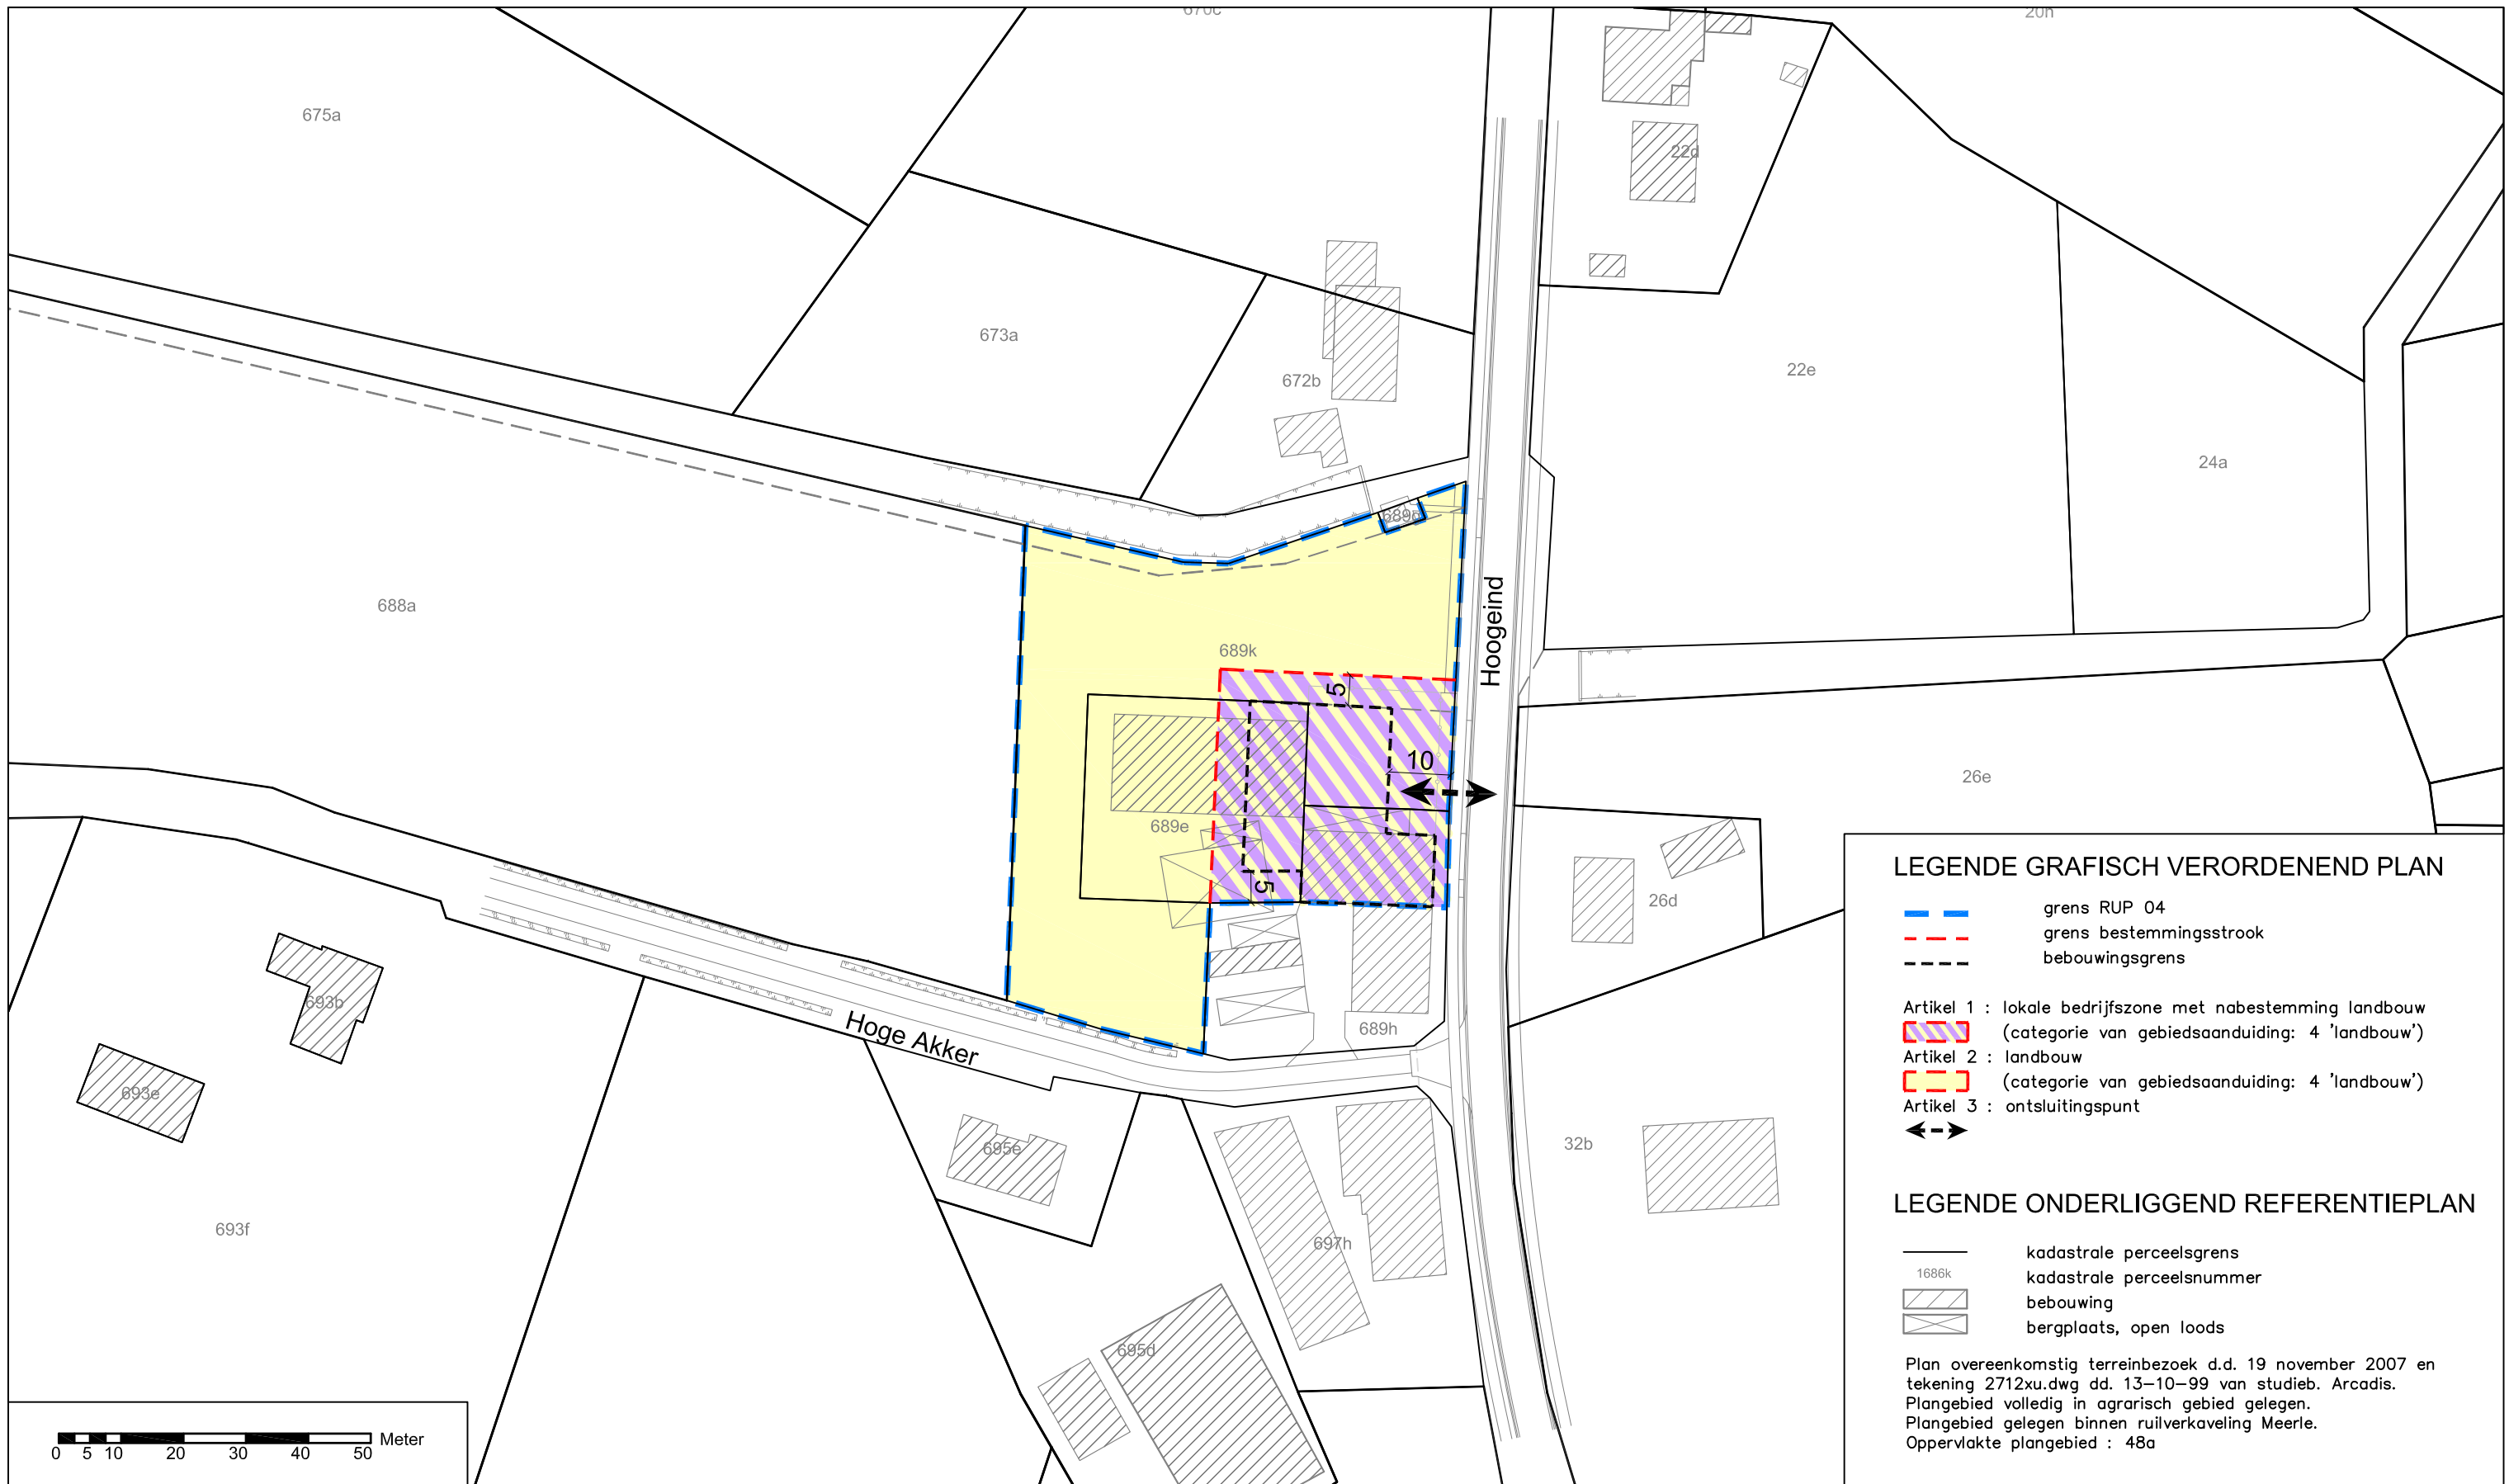 670c
20h
675a
22d
673a
672b
22e
24a
688a
Hoogeind
689k
5
10
26e
689e
5
26d
693b
689h
Hoge Akker
693e
695e
32b
693f
697h
695d
0 5 10 20 30 40 50 Meter
LEGENDE GRAFISCH VERORDENEND PLAN
grens RUP 04
grens bestemmingsstrook
bebouwingsgrens
Artikel 1 : lokale bedrijfszone met nabestemming landbouw
(categorie van gebiedsaanduiding: 4 'landbouw')
Artikel 2 : landbouw
(categorie van gebiedsaanduiding: 4 'landbouw')
Artikel 3 : ontsluitingspunt
LEGENDE ONDERLIGGEND REFERENTIEPLAN
kadastrale perceelsgrens
1686k kadastrale perceelsnummer
bebouwing
bergplaats, open loods
Plan overeenkomstig terreinbezoek d.d. 19 november 2007 en
tekening 2712xu.dwg dd. 13-10-99 van studieb. Arcadis.
Plangebied volledig in agrarisch gebied gelegen.
Plangebied gelegen binnen ruilverkaveling Meerle.
Oppervlakte plangebied : 48a